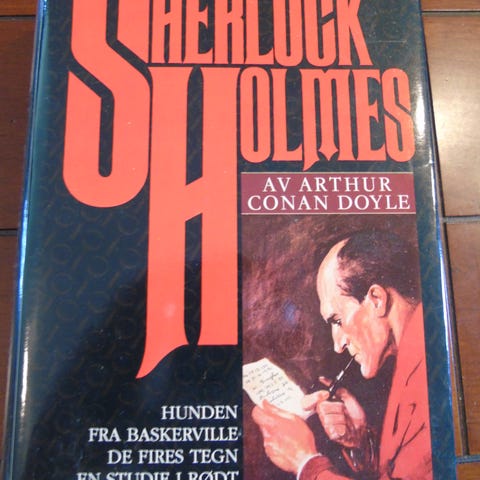 SHERLOCK
HOLMES
AV ARTHUR
CONAN DOYLE
HUNDEN
FRA BASKERVILLE
DE FIRES TEGN
EN STUDIE I RØDT